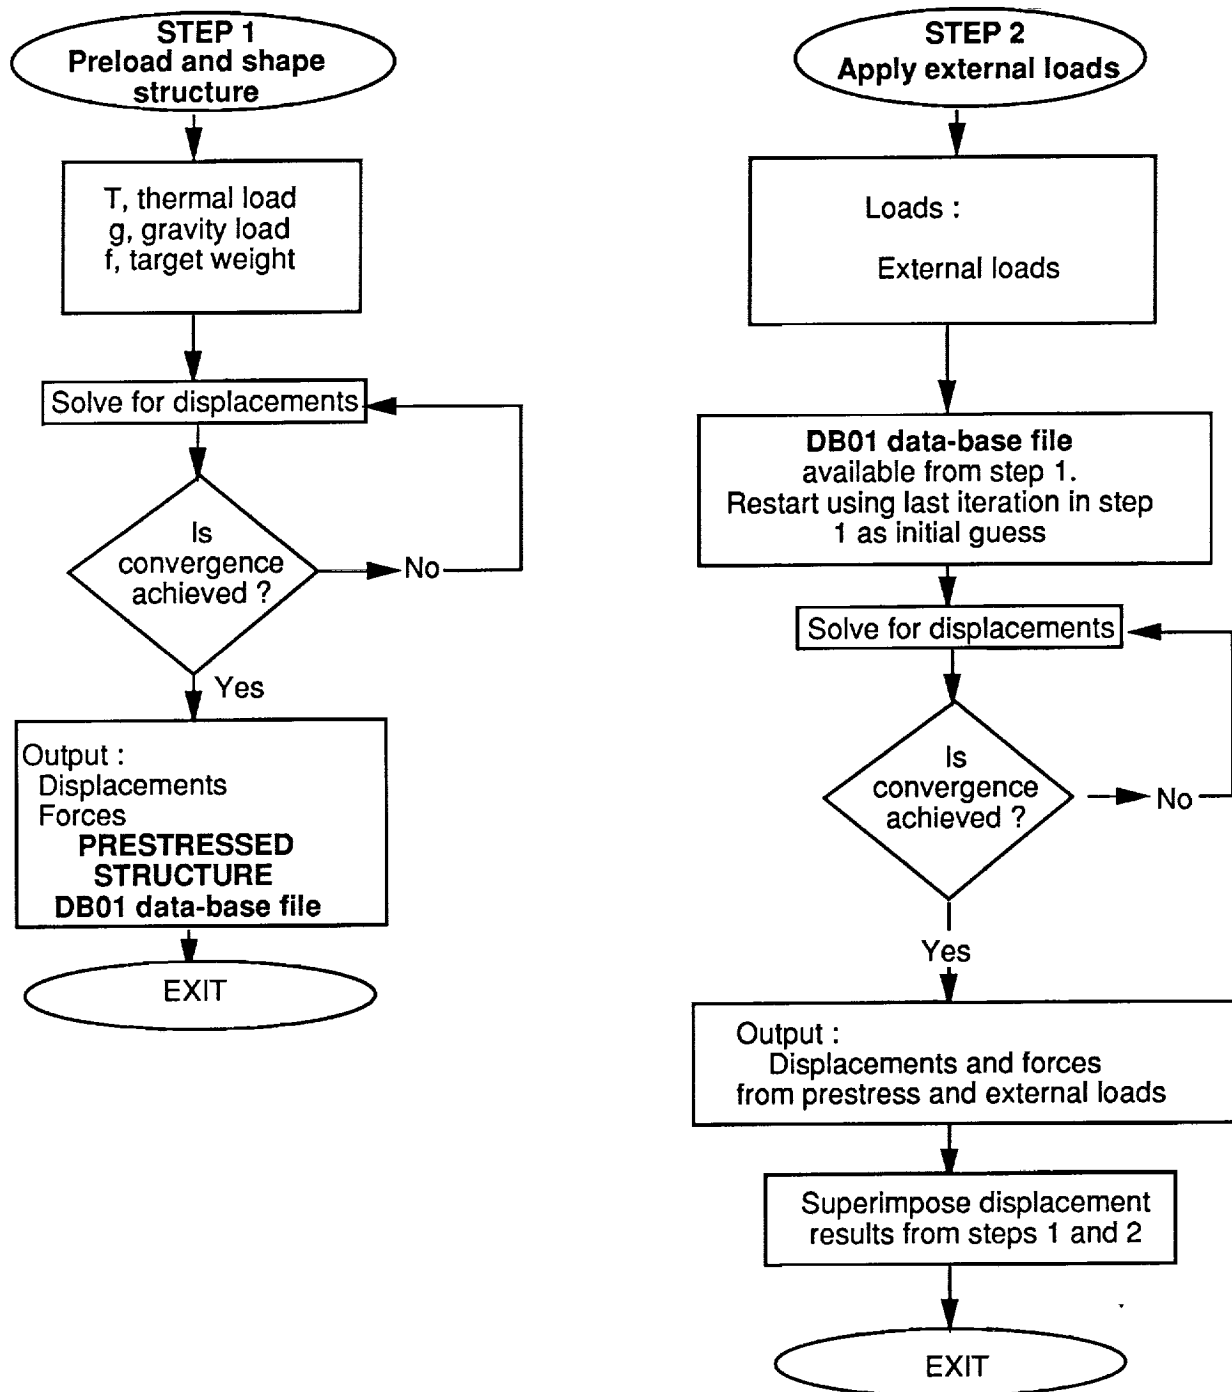 STEP 1
Preload and shape
structure
T, thermal load
g, gravity load
f, target weight
Solve for displacements
Is
convergence
achieved ?
No
Yes
Output :
Displacements
Forces
PRESTRESSED
STRUCTURE
DB01 data-base file
EXIT
STEP 2
Apply external loads
Loads :
External loads
DB01 data-base file
available from step 1.
Restart using last iteration in step
1 as initial guess
Solve for displacements
Is
convergence
achieved ?
No
Yes
Output :
Displacements and forces
from prestress and external loads
Superimpose displacement
results from steps 1 and 2
EXIT